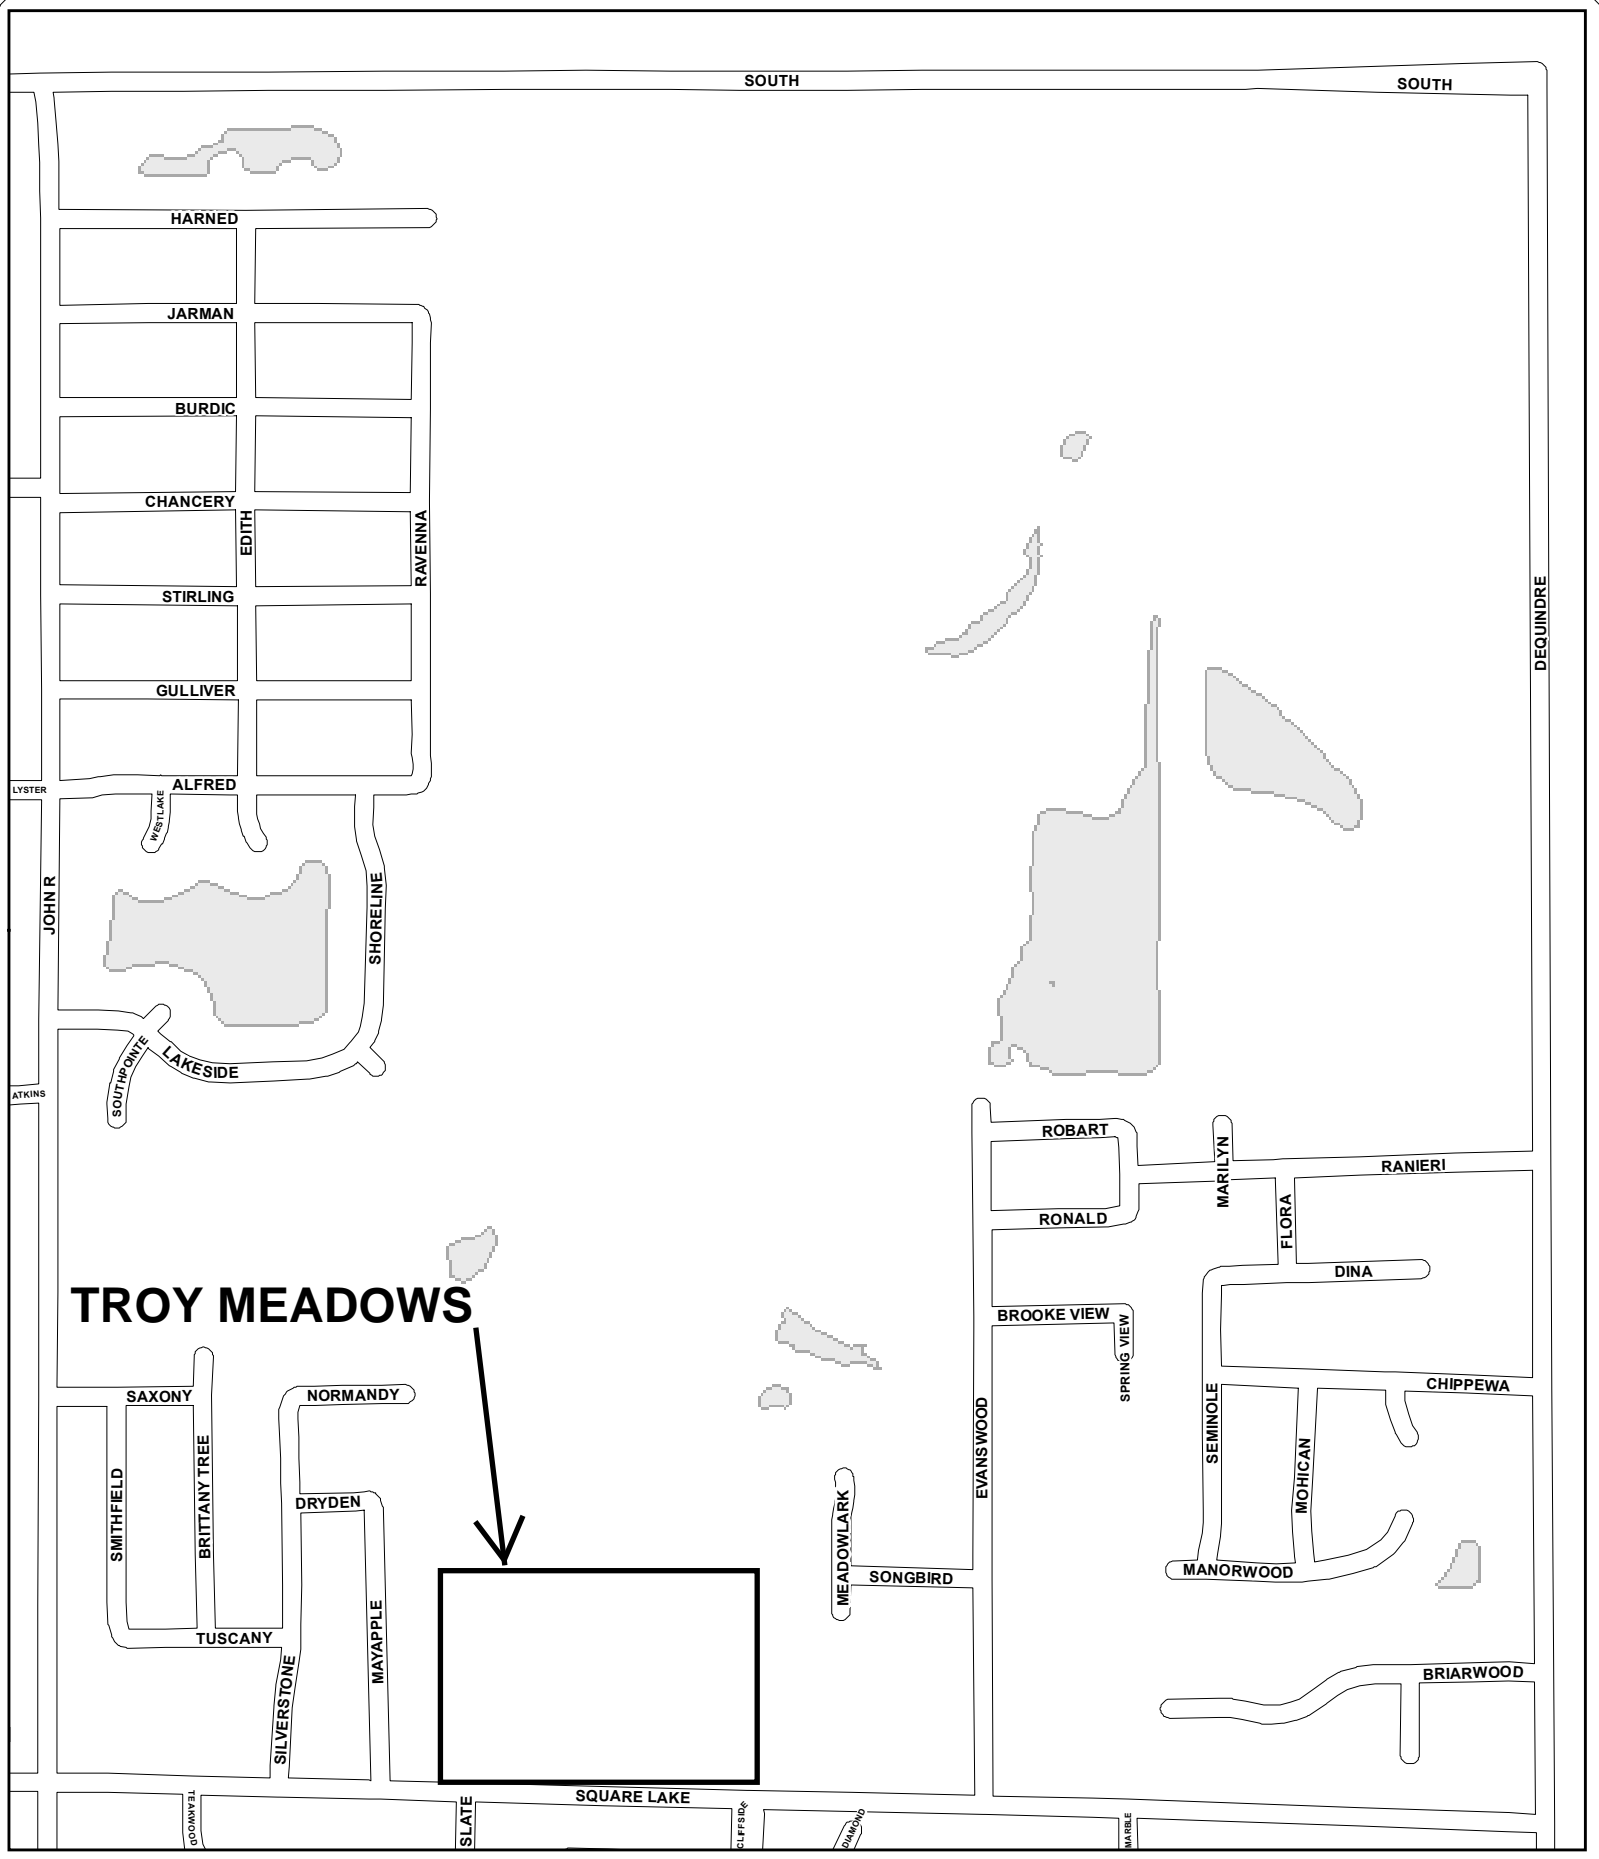 SOUTH
SOUTH
HARNED
JARMAN
BURDIC
CHANCERY
EDITH
RAVENNA
STIRLING
DEQUINDRE
GULLIVER
ALFRED
LYSTER
WESTLAKE
JOHN R
SHORELINE
SOUTHPOINTE
LAKESIDE
ATKINS
ROBART
MARILYN
RANIERI
RONALD
FLORA
DINA
TROY MEADOWS
BROOKE VIEW
SPRING VIEW
SAXONY
NORMANDY
CHIPPEWA
EVANSWOOD
SEMINOLE
MOHICAN
SMITHFIELD
BRITTANY TREE
DRYDEN
MEADOWLARK
SONGBIRD
MANORWOOD
TUSCANY
MAYAPPLE
SILVERSTONE
BRIARWOOD
TEAKWOOD
SLATE
SQUARE LAKE
CLIFFSIDE
DIAMOND
MARBLE